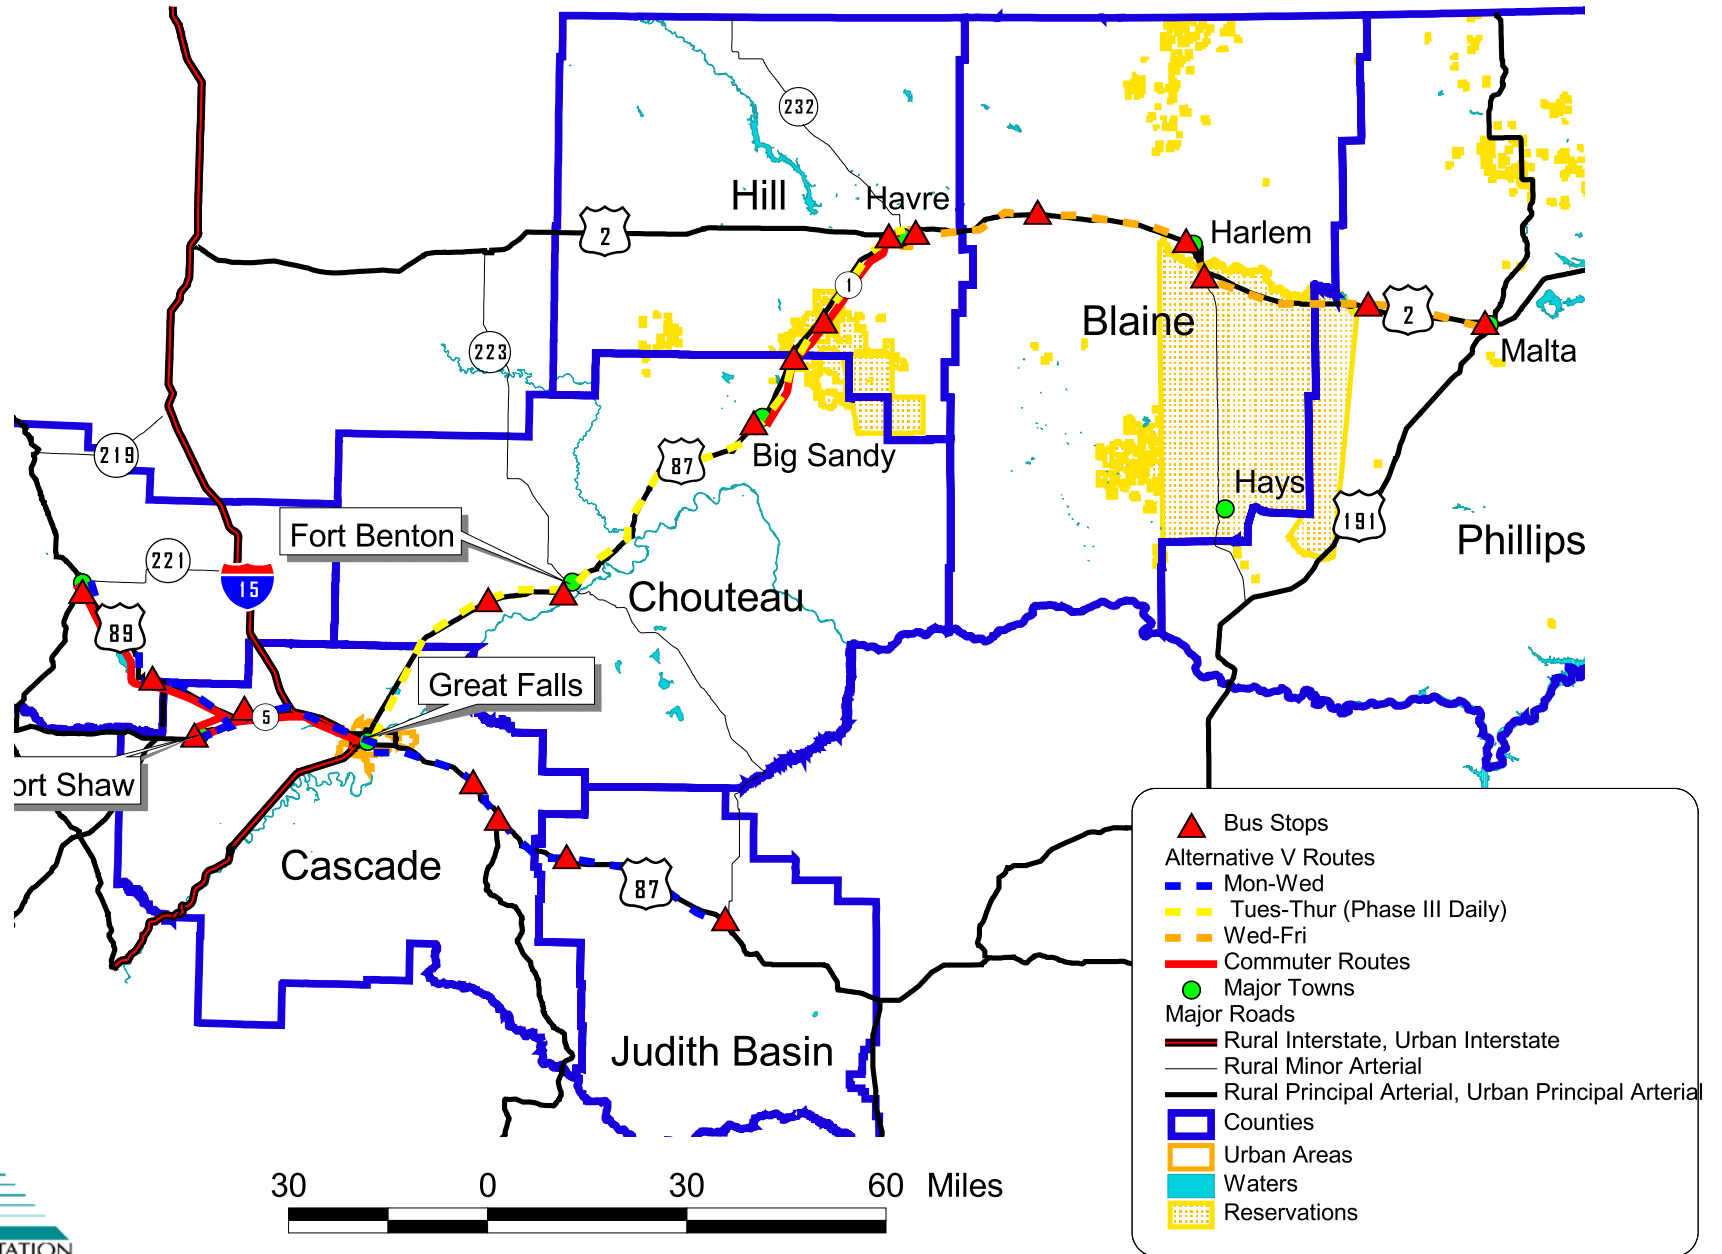 232
Hill
Havre
2
Harlem
1
Blaine
2
223
Malta
219
87
Big Sandy
Hays
191
Fort Benton
Phillips
221
15
Chouteau
89
Great Falls
5
ort Shaw
Cascade
87
Judith Basin
30 0 30 60 Miles
Bus Stops
Alternative V Routes
Mon-Wed
Tues-Thur (Phase III Daily)
Wed-Fri
Commuter Routes
Major Towns
Major Roads
Rural Interstate, Urban Interstate
Rural Minor Arterial
Rural Principal Arterial, Urban Principal Arterial
Counties
Urban Areas
Waters
Reservations
TATION